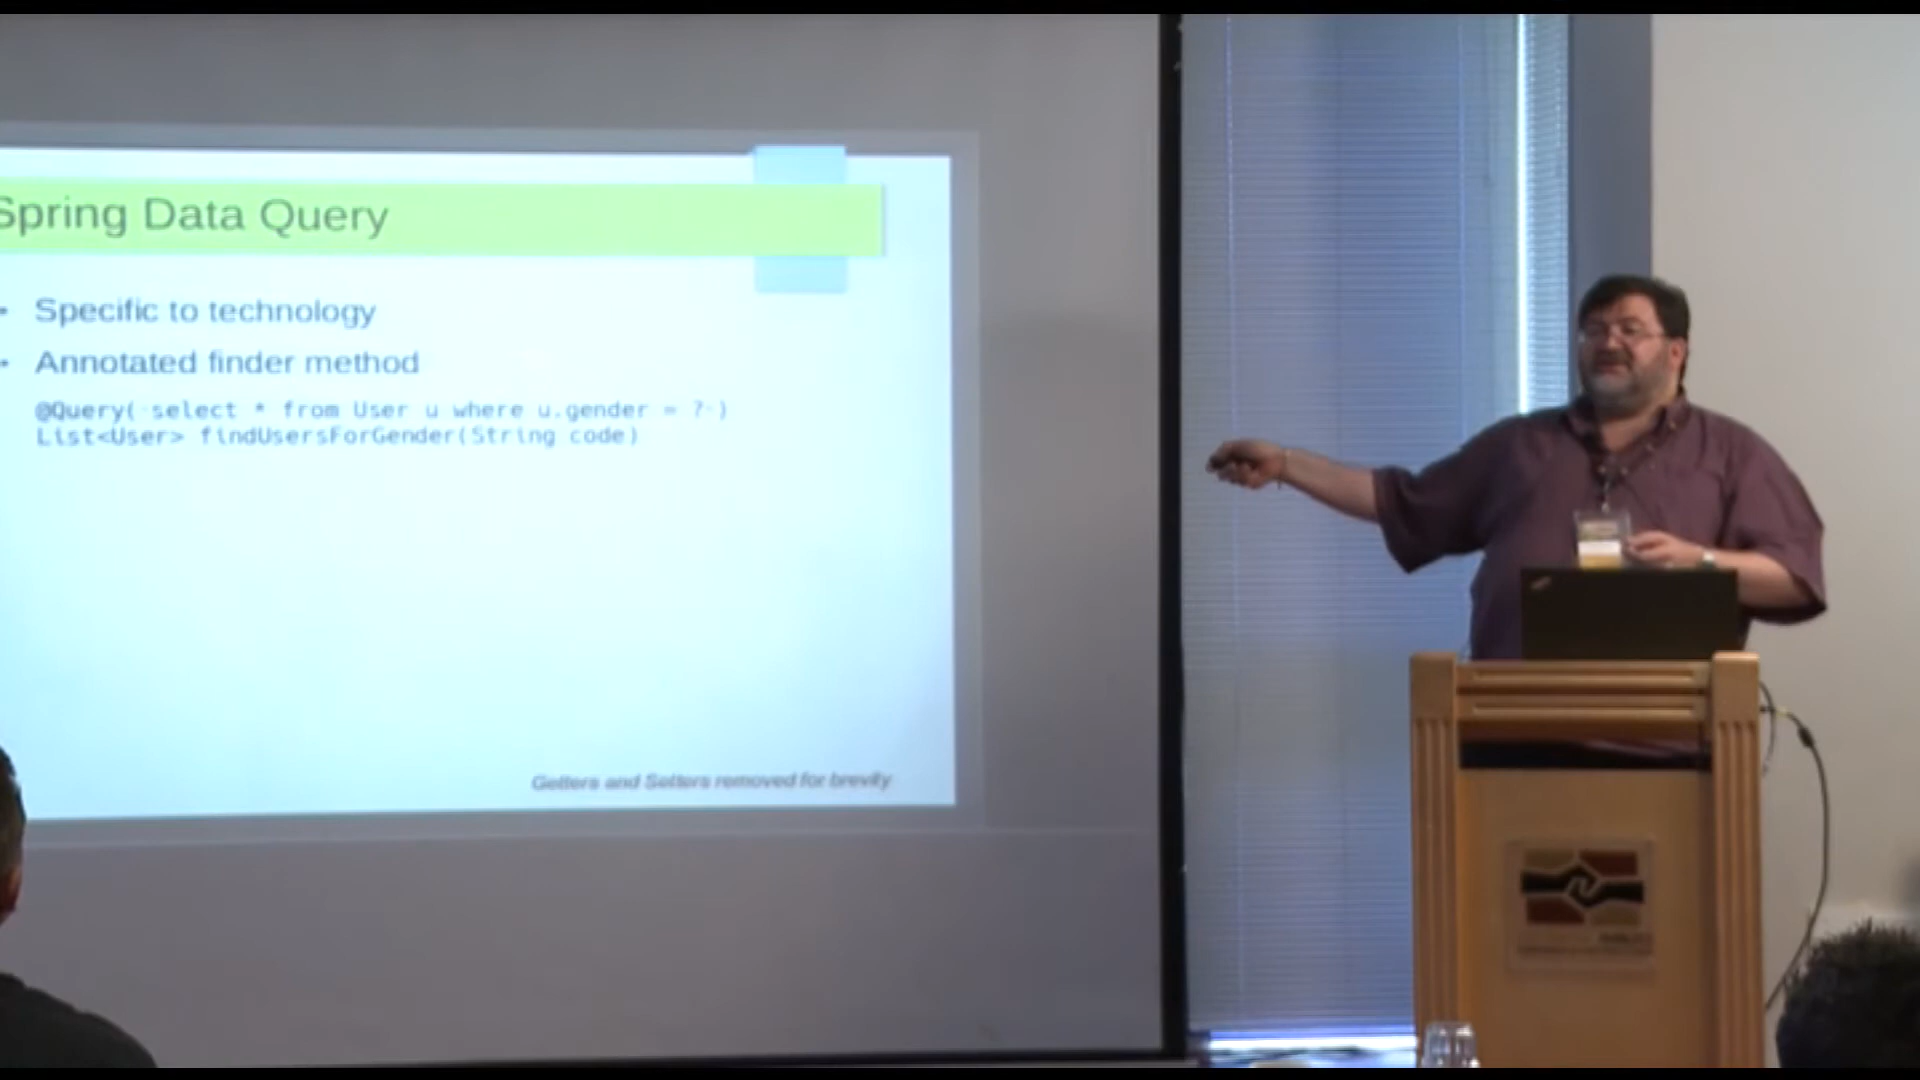 Spring Data Query
Specific to technology
Annotated finder method
@Query("select * from User u where u.gender = ?")
List<User> findUsersForGender(String code)
Getters and Setters removed for brevity